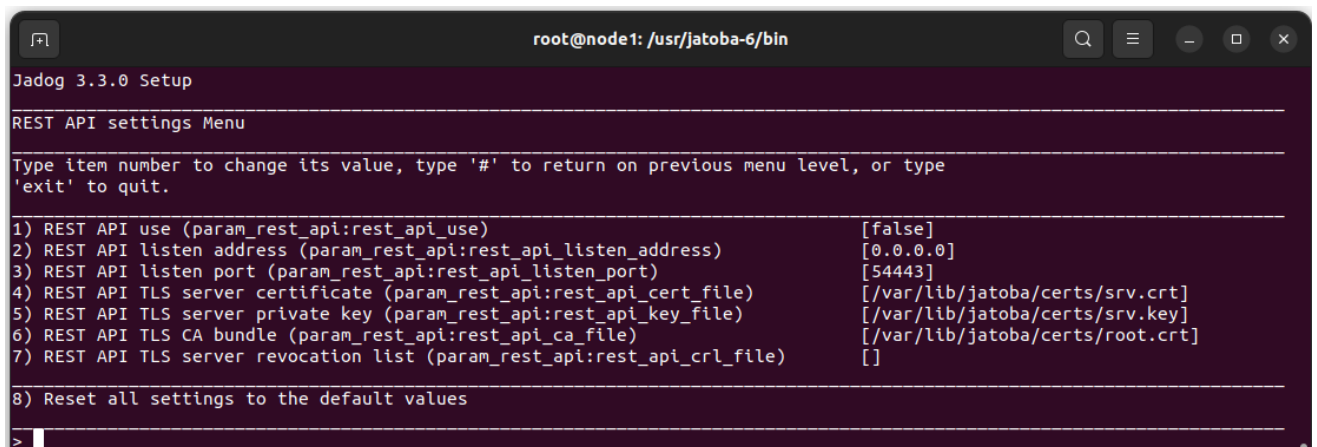 root@node1: /usr/jatoba-6/bin
Jadog 3.3.0 Setup
REST API settings Menu
Type item number to change its value, type '#' to return on previous menu level, or type
'exit' to quit.
1) REST API use (param_rest_api:rest_api_use) [false]
2) REST API listen address (param_rest_api:rest_api_listen_address) [0.0.0.0]
3) REST API listen port (param_rest_api:rest_api_listen_port) [54443]
4) REST API TLS server certificate (param_rest_api:rest_api_cert_file) [/var/lib/jatoba/certs/srv.crt]
5) REST API TLS server private key (param_rest_api:rest_api_key_file) [/var/lib/jatoba/certs/srv.key]
6) REST API TLS CA bundle (param_rest_api:rest_api_ca_file) [/var/lib/jatoba/certs/root.crt]
7) REST API TLS server revocation list (param_rest_api:rest_api_crl_file) []
8) Reset all settings to the default values
>